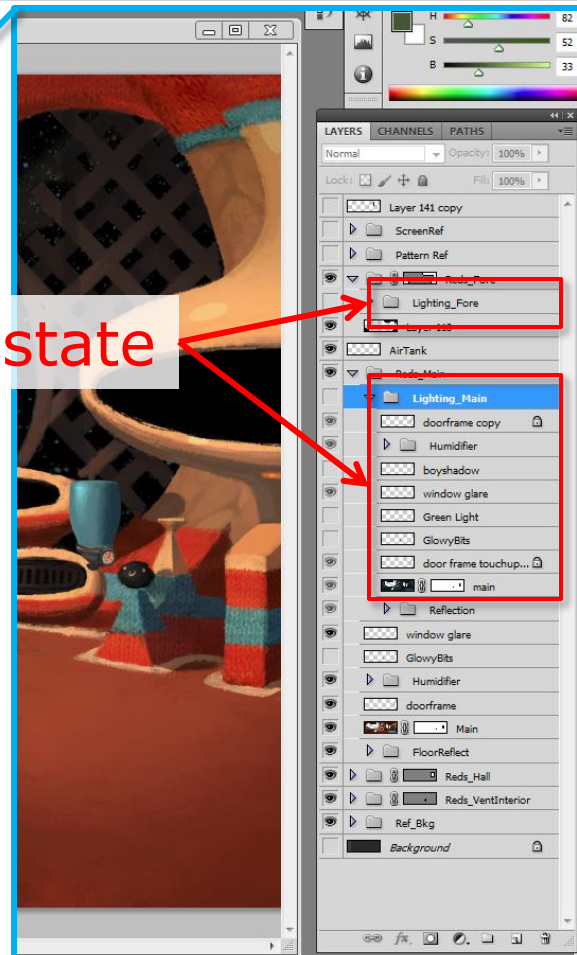 H 82
S 52
B 33
LAYERS CHANNELS PATHS
Normal Opacity: 100%
Lock: Fill: 100%
Layer 141 copy
ScreenRef
Pattern Ref
Reds_Fore
Lighting_Fore
state
AirTank
Reds_Main
Lighting_Main
doorframe copy
Humidifier
boyshadow
window glare
Green Light
GlowyBits
door frame touchup...
main
Reflection
window glare
GlowyBits
Humidifier
doorframe
Main
FloorReflect
Reds_Hall
Reds_VentInterior
Ref_Bkg
Background
fx.